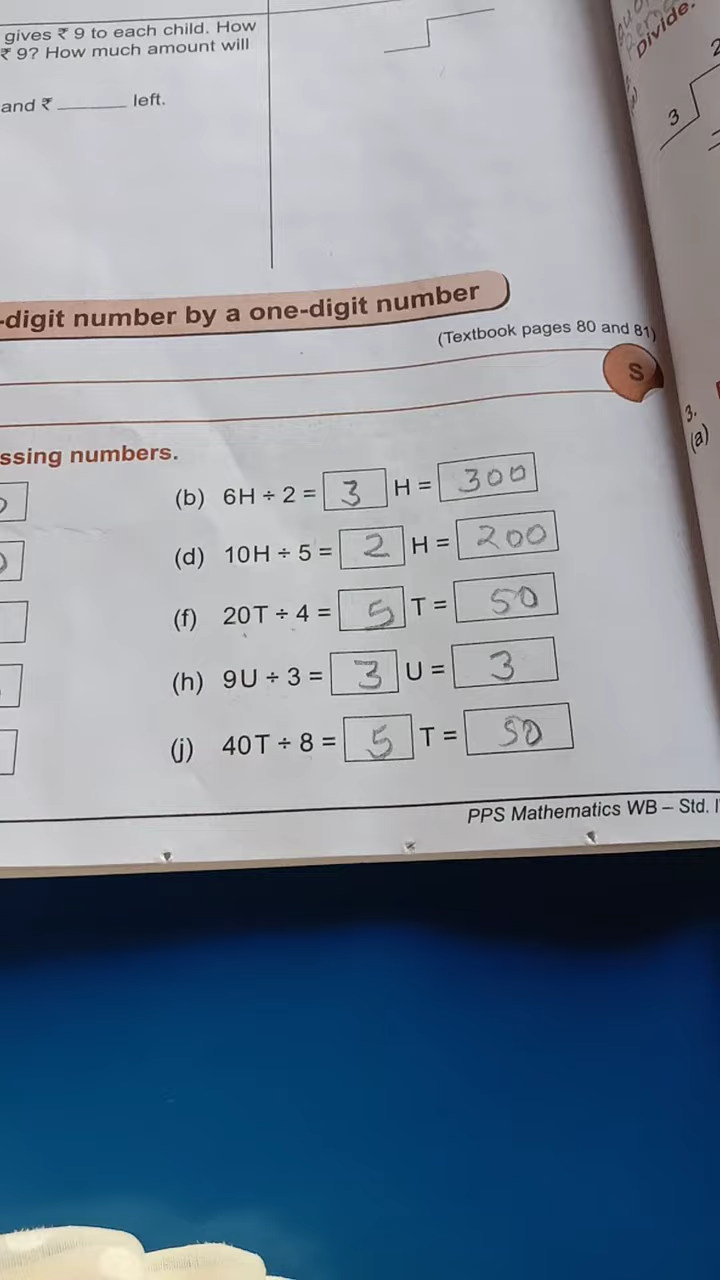 gives ₹ 9 to each child. How
₹ 9? How much amount will
and ₹ ______ left.
-digit number by a one-digit number
(Textbook pages 80 and 81)
S
ssing numbers.
(b) 6H ÷ 2 = 3 H = 300
(d) 10H ÷ 5 = 2 H = 200
(f) 20T ÷ 4 = 5 T = 50
(h) 9U ÷ 3 = 3 U = 3
(j) 40T ÷ 8 = 5 T = 50
PPS Mathematics WB – Std.
Divide.
2
3
3.
(a)